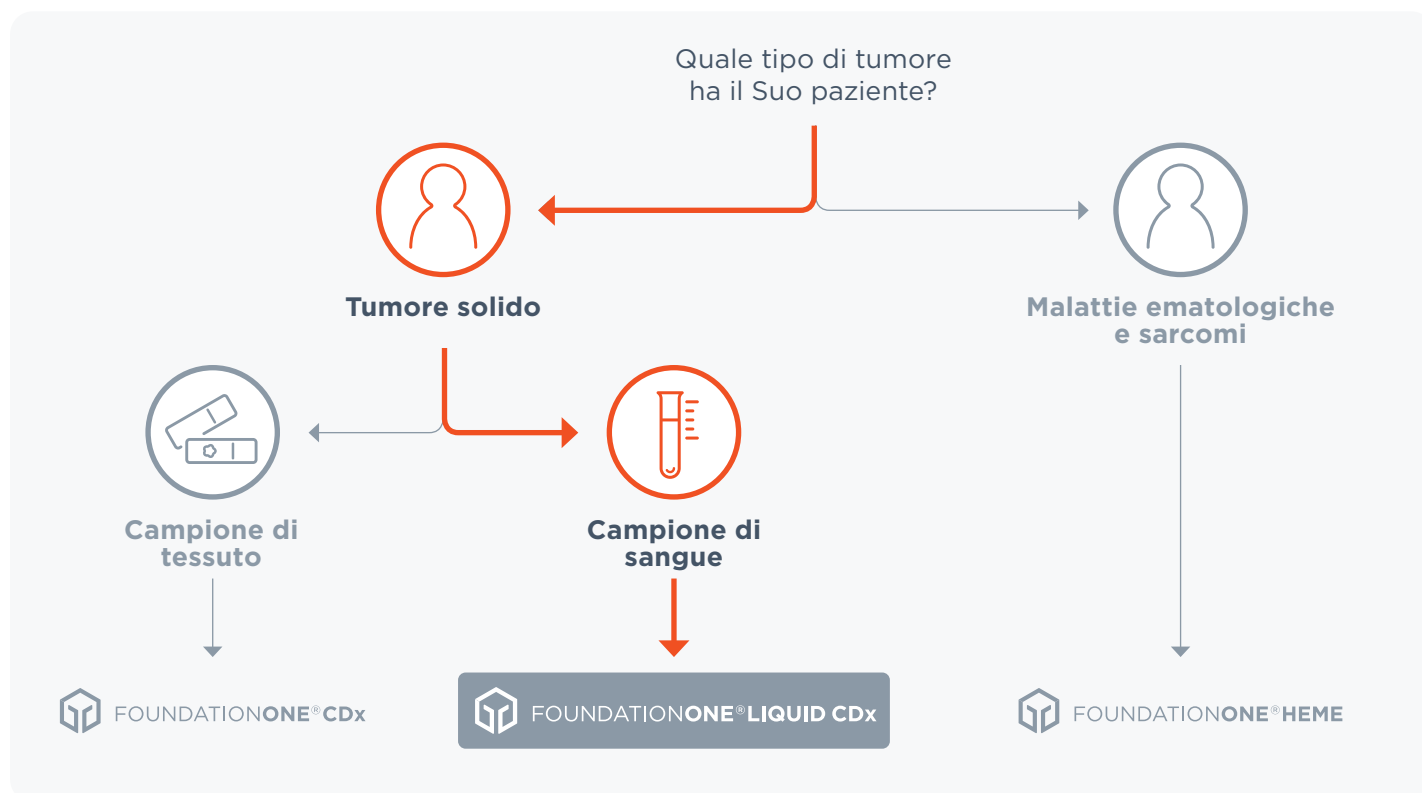 Quale tipo di tumore
ha il Suo paziente?
Tumore solido
Malattie ematologiche
e sarcomi
Campione di
tessuto
Campione di
sangue
FOUNDATIONONE®CDx
FOUNDATIONONE®LIQUID CDx
FOUNDATIONONE®HEME